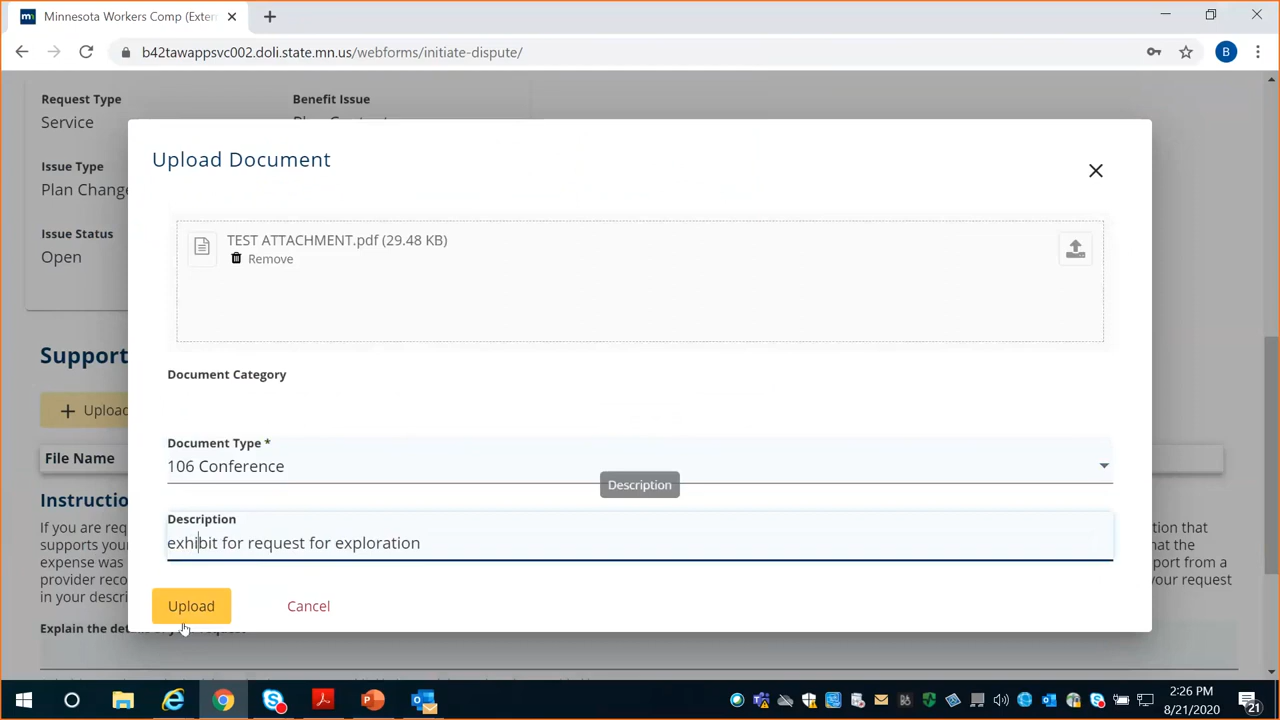 Minnesota Workers Comp (Exter
b42tawappsvc002.doli.state.mn.us/webforms/initiate-dispute/
B
Request Type
Benefit Issue
Service
Issue Type
Plan Change
Issue Status
Open
Upload Document
TEST ATTACHMENT.pdf (29.48 KB)
Remove
Document Category
Document Type *
106 Conference
Description
Description
exhibit for request for exploration
Upload
Cancel
Support
+ Upload
File Name
Instruction
If you are req
tion that
supports your
at the
expense was
port from a
provider reco
your request
in your descri
Explain the de
2:26 PM
8/21/2020
21